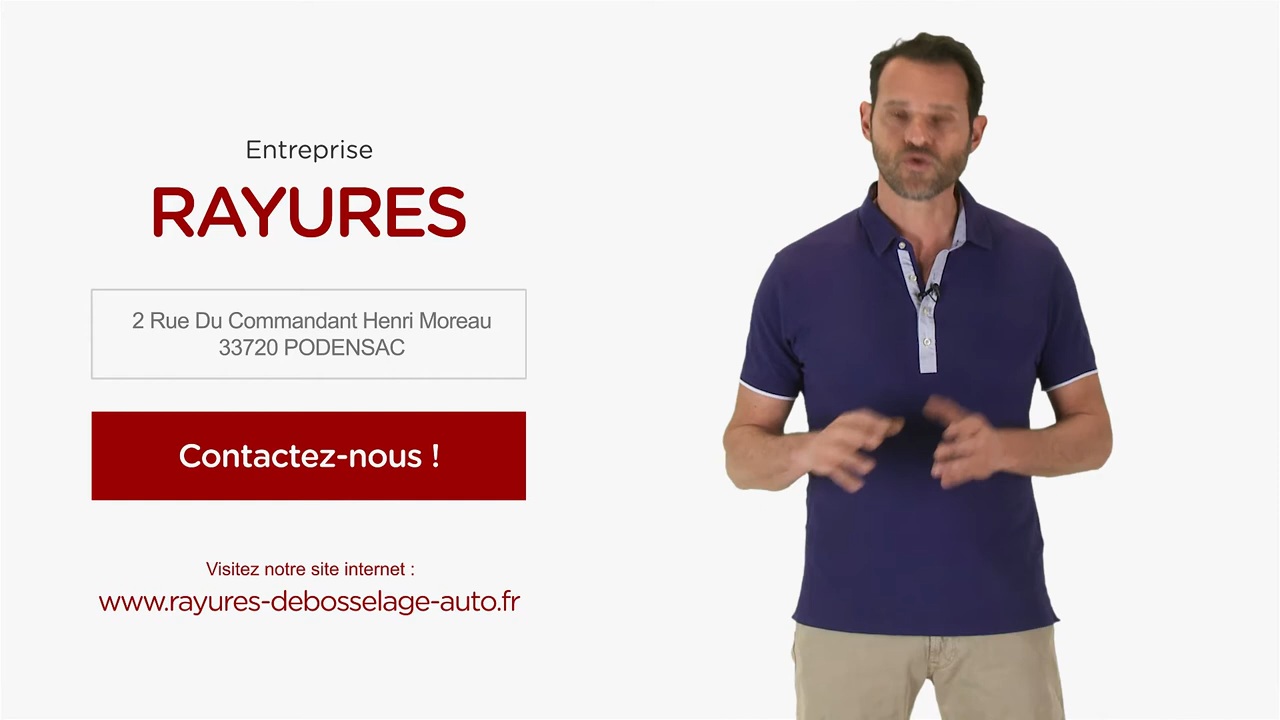 Entreprise
RAYURES
2 Rue Du Commandant Henri Moreau
33720 PODENSAC
Contactez-nous !
Visitez notre site internet :
www.rayures-debosselage-auto.fr